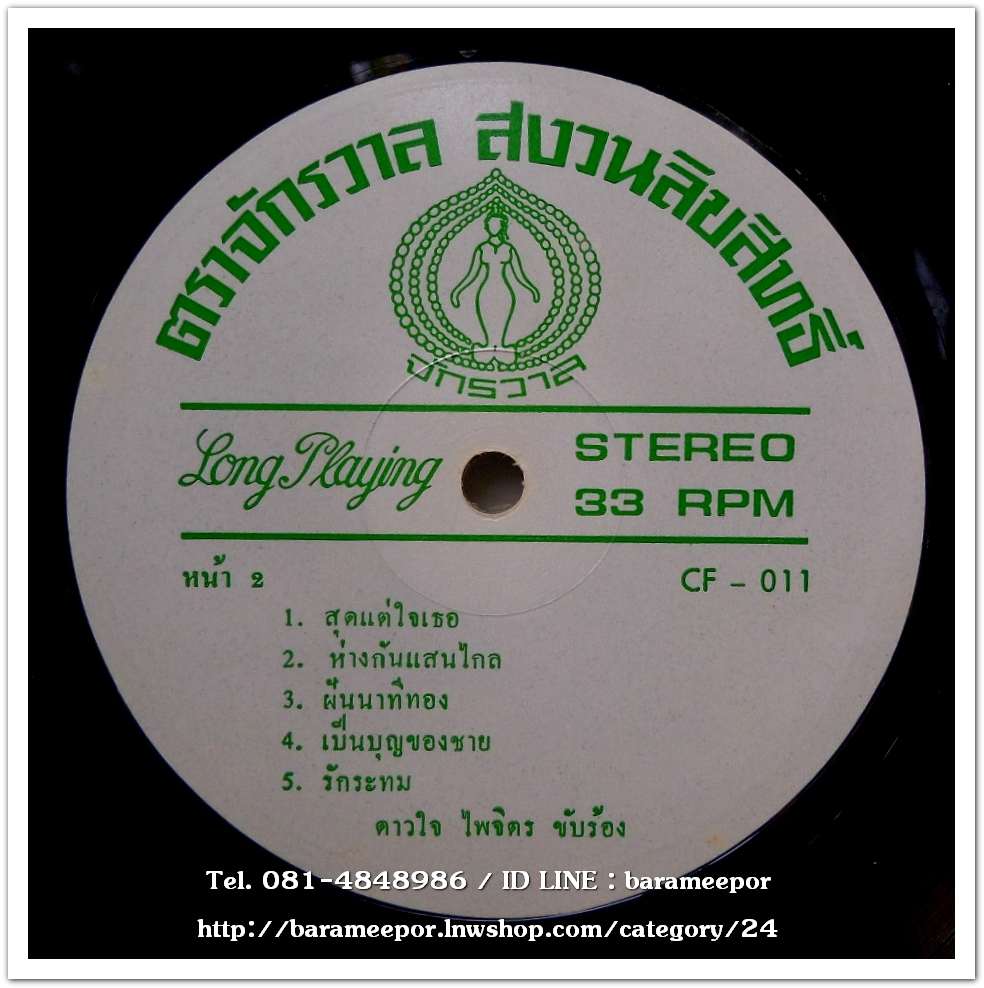 ตราจักรวาล สงวนลิขสิทธิ์
จักรวาล
Long Playing
STEREO
33 RPM
หน้า 2
CF - 011
1. สุดแต่ใจเธอ
2. ห่างกันแสนไกล
3. ฝันนาทีทอง
4. เป็นบุญของชาย
5. รักระทม
ดาวใจ ไพจิตร ขับร้อง
Tel. 081-4848986 / ID LINE : barameepor
http://barameepor.lnwshop.com/category/24